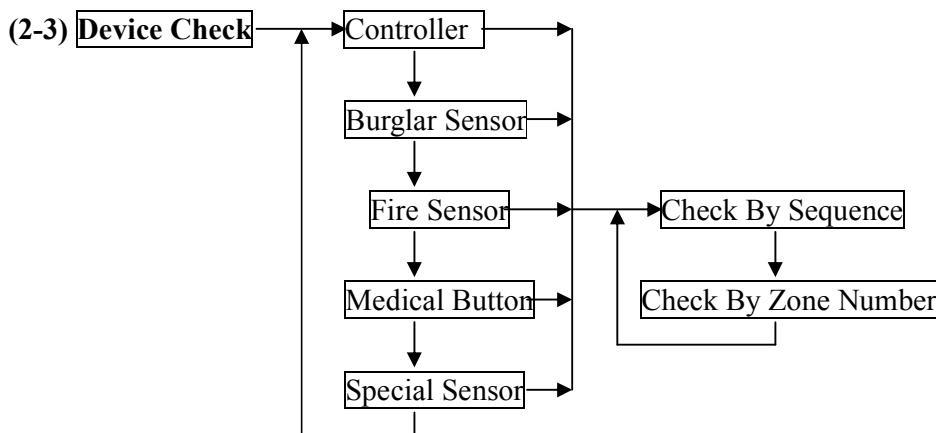 (2-3) Device Check
Controller
Burglar Sensor
Fire Sensor
Check By Sequence
Medical Button
Check By Zone Number
Special Sensor